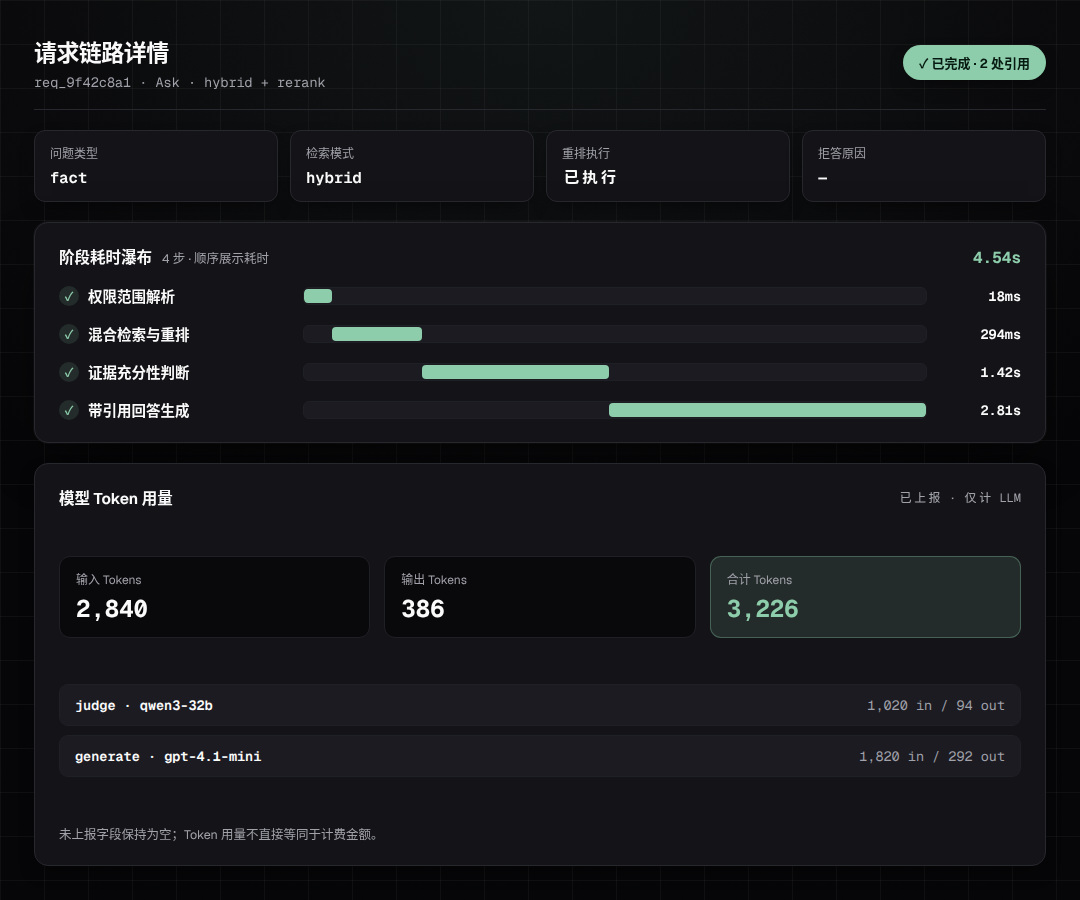 请求链路详情
req_9f42c8a1 · Ask · hybrid + rerank
✓ 已完成 · 2 处引用
问题类型
fact
检索模式
hybrid
重排执行
已执行
拒答原因
—
阶段耗时瀑布 4 步 · 顺序展示耗时 4.54s
✓ 权限范围解析 18ms
✓ 混合检索与重排 294ms
✓ 证据充分性判断 1.42s
✓ 带引用回答生成 2.81s
模型 Token 用量 已上报 · 仅计 LLM
输入 Tokens
2,840
输出 Tokens
386
合计 Tokens
3,226
judge · qwen3-32b 1,020 in / 94 out
generate · gpt-4.1-mini 1,820 in / 292 out
未上报字段保持为空；Token 用量不直接等同于计费金额。